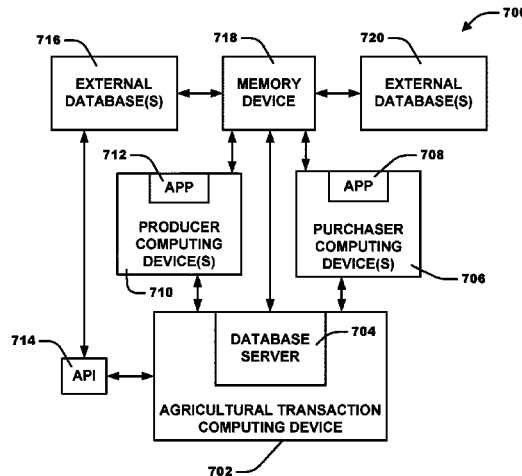 700
716
718
720
EXTERNAL
DATABASE(S)
MEMORY
DEVICE
EXTERNAL
DATABASE(S)
712
APP
PRODUCER
COMPUTING
DEVICE(S)
710
708
APP
PURCHASER
COMPUTING
DEVICE(S)
706
714
API
DATABASE
SERVER
704
AGRICULTURAL TRANSACTION
COMPUTING DEVICE
702